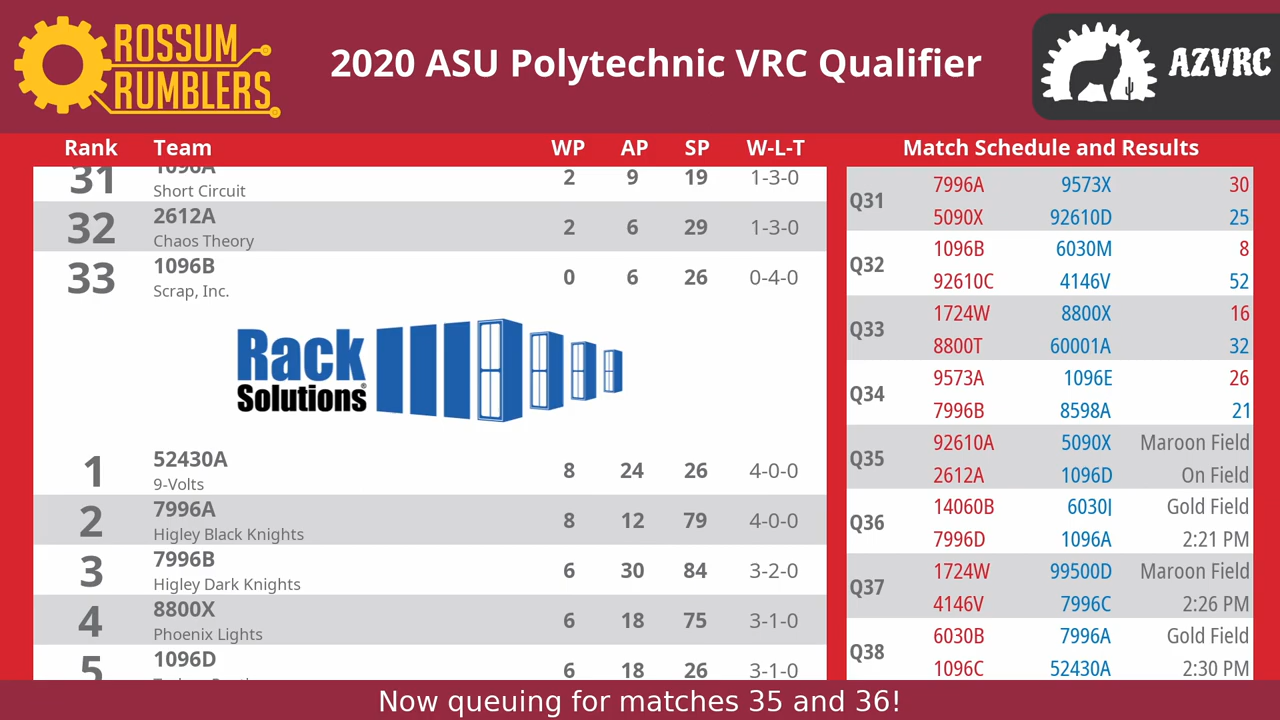 ROSSUM
RUMBLERS
2020 ASU Polytechnic VRC Qualifier
AZVRC
Rank Team WP AP SP W-L-T
31 1096A 2 9 19 1-3-0
Short Circuit
32 2612A 2 6 29 1-3-0
Chaos Theory
33 1096B 0 6 26 0-4-0
Scrap, Inc.
Rack
Solutions®
1 52430A 8 24 26 4-0-0
9-Volts
2 7996A 8 12 79 4-0-0
Higley Black Knights
3 7996B 6 30 84 3-2-0
Higley Dark Knights
4 8800X 6 18 75 3-1-0
Phoenix Lights
5 1096D 6 18 26 3-1-0
Match Schedule and Results
Q31 7996A 9573X 30
5090X 92610D 25
Q32 1096B 6030M 8
92610C 4146V 52
Q33 1724W 8800X 16
8800T 60001A 32
Q34 9573A 1096E 26
7996B 8598A 21
Q35 92610A 5090X Maroon Field
2612A 1096D On Field
Q36 14060B 6030J Gold Field
7996D 1096A 2:21 PM
Q37 1724W 99500D Maroon Field
4146V 7996C 2:26 PM
Q38 6030B 7996A Gold Field
1096C 52430A 2:30 PM
Now queuing for matches 35 and 36!